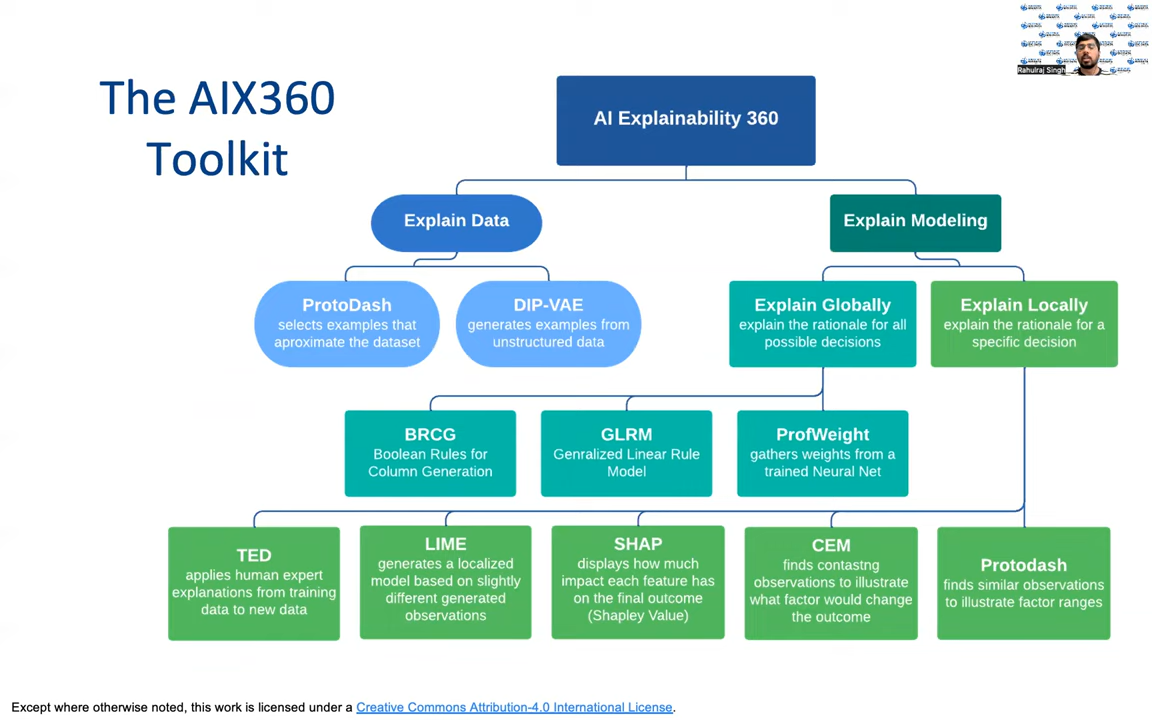 Rahulraj Singh
The AIX360
Toolkit
AI Explainability 360
Explain Data
Explain Modeling
ProtoDash
selects examples that
aproximate the dataset
DIP-VAE
generates examples from
unstructured data
Explain Globally
explain the rationale for all
possible decisions
Explain Locally
explain the rationale for a
specific decision
BRCG
Boolean Rules for
Column Generation
GLRM
Genralized Linear Rule
Model
ProfWeight
gathers weights from a
trained Neural Net
TED
applies human expert
explanations from training
data to new data
LIME
generates a localized
model based on slightly
different generated
observations
SHAP
displays how much
impact each feature has
on the final outcome
(Shapley Value)
CEM
finds contastng
observations to illustrate
what factor would change
the outcome
Protodash
finds similar observations
to illustrate factor ranges
Except where otherwise noted, this work is licensed under a Creative Commons Attribution-4.0 International License.